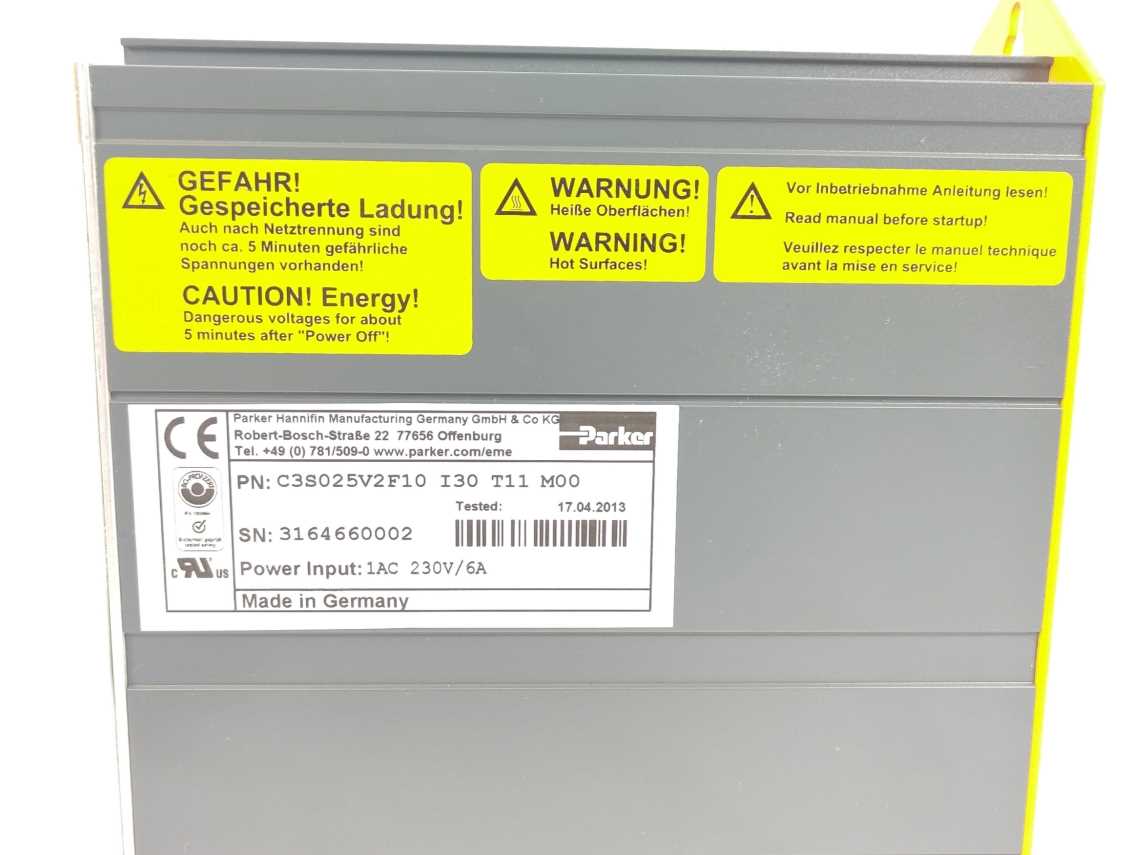 GEFAHR!
Gespeicherte Ladung!
Auch nach Netztrennung sind
noch ca. 5 Minuten gefährliche
Spannungen vorhanden!
CAUTION! Energy!
Dangerous voltages for about
5 minutes after "Power Off"!
WARNUNG!
Heiße Oberflächen!
WARNING!
Hot Surfaces!
Vor Inbetriebnahme Anleitung lesen!
Read manual before startup!
Veuillez respecter le manuel technique
avant la mise en service!
CE
Parker Hannifin Manufacturing Germany GmbH & Co KG
Robert-Bosch-Straße 22 77656 Offenburg
Tel. +49 (0) 781/509-0 www.parker.com/eme
Parker
PN: C3S025V2F10 I30 T11 M00
Tested: 17.04.2013
SN: 3164660002
c RU US
Power Input: 1AC 230V/6A
Made in Germany